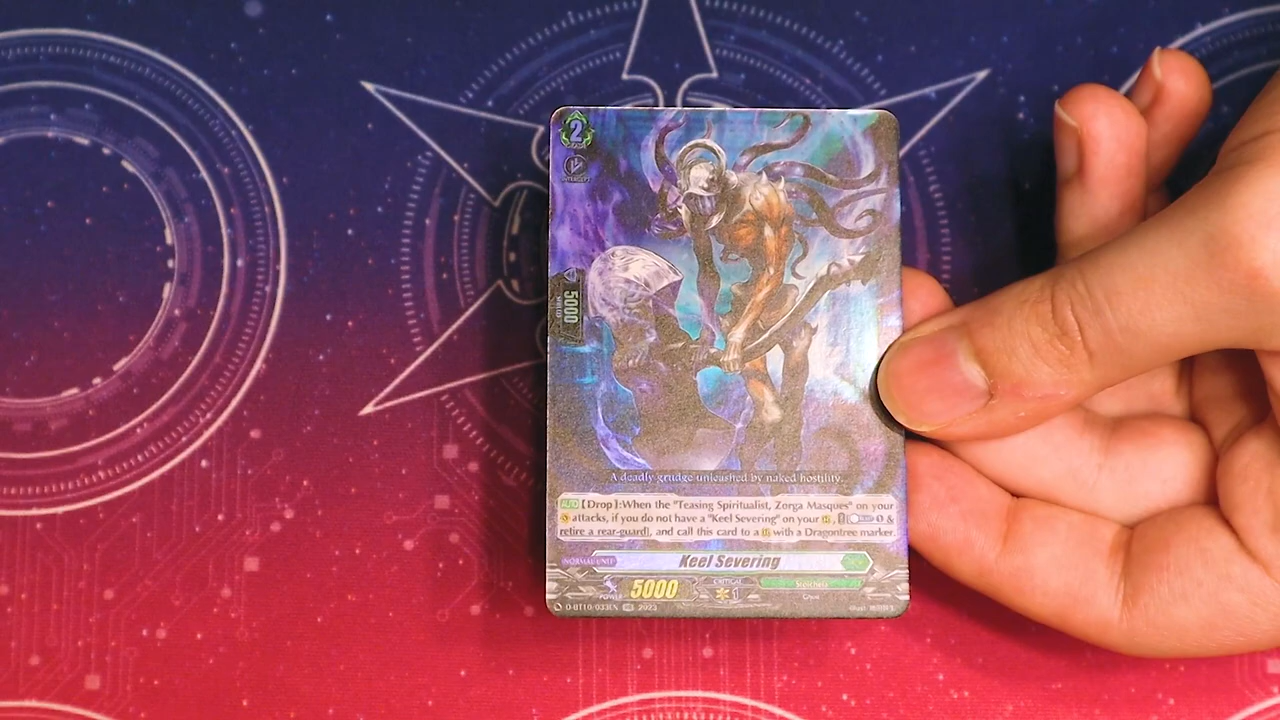 2
INTERCEPT
5000
SHIELD
A deadly grudge unleashed by naked hostility.
AUTO 【Drop】:When the "Teasing Spiritualist, Zorga Masques" on your
attacks, if you do not have a "Keel Severing" on your , &
retire a rear-guard], and call this card to a with a Dragontree marker.
NORMAL UNIT
Keel Severing
POWER
5000
CRITICAL
1
Stoicheia
Ghost
D-BT10/033EN RR 2023